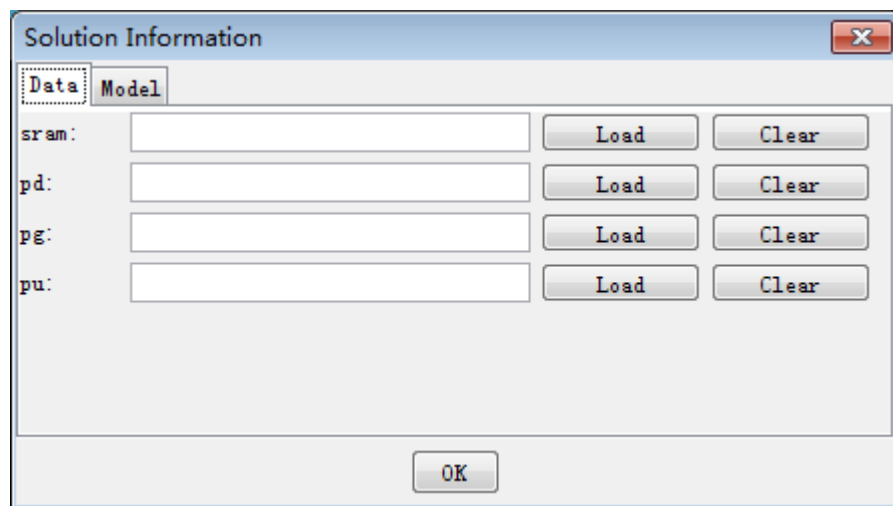 Solution Information
Data Model
sram: Load Clear
pd: Load Clear
pg: Load Clear
pu: Load Clear
OK